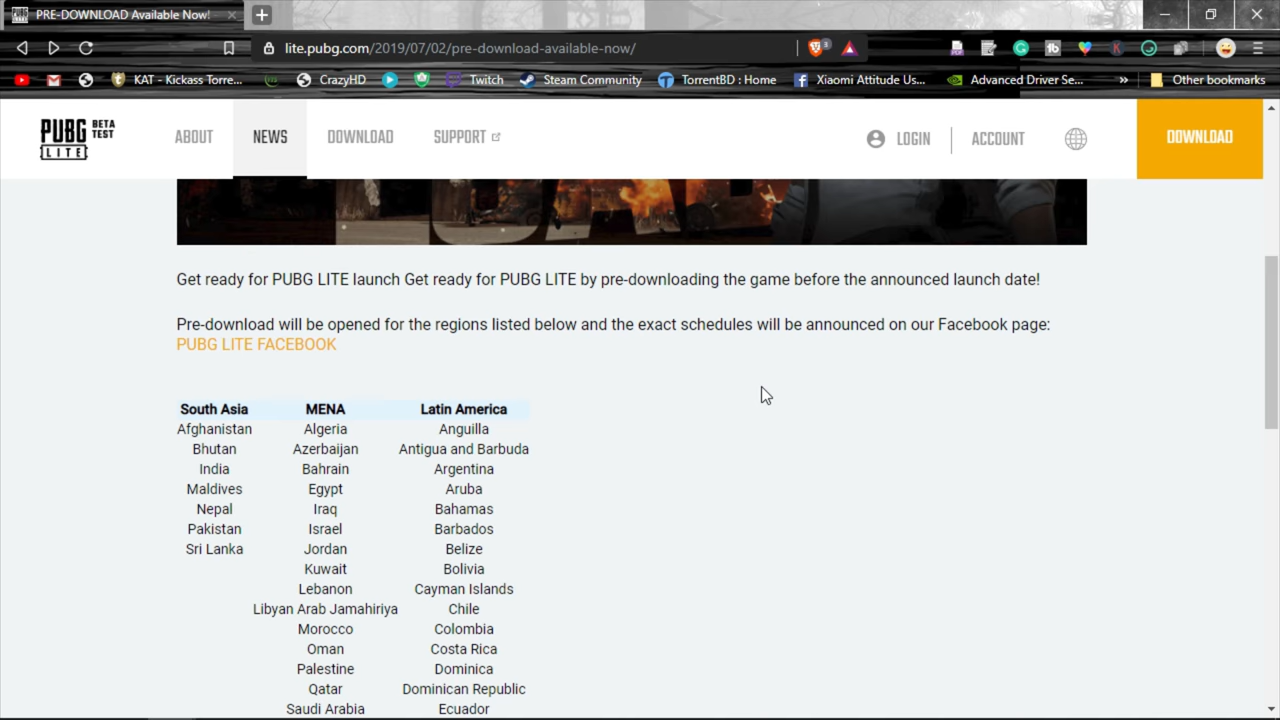 PRE-DOWNLOAD Available Now!
lite.pubg.com/2019/07/02/pre-download-available-now/
3
KAT - Kickass Torre...
CrazyHD
Twitch
Steam Community
TorrentBD : Home
Xiaomi Attitude Us...
Advanced Driver Se...
»
Other bookmarks
PUBG LITE BETA TEST
ABOUT
NEWS
DOWNLOAD
SUPPORT
LOGIN
ACCOUNT
DOWNLOAD
Get ready for PUBG LITE launch Get ready for PUBG LITE by pre-downloading the game before the announced launch date!
Pre-download will be opened for the regions listed below and the exact schedules will be announced on our Facebook page:
PUBG LITE FACEBOOK
South Asia MENA Latin America
Afghanistan Algeria Anguilla
Bhutan Azerbaijan Antigua and Barbuda
India Bahrain Argentina
Maldives Egypt Aruba
Nepal Iraq Bahamas
Pakistan Israel Barbados
Sri Lanka Jordan Belize
Kuwait Bolivia
Lebanon Cayman Islands
Libyan Arab Jamahiriya Chile
Morocco Colombia
Oman Costa Rica
Palestine Dominica
Qatar Dominican Republic
Saudi Arabia Ecuador